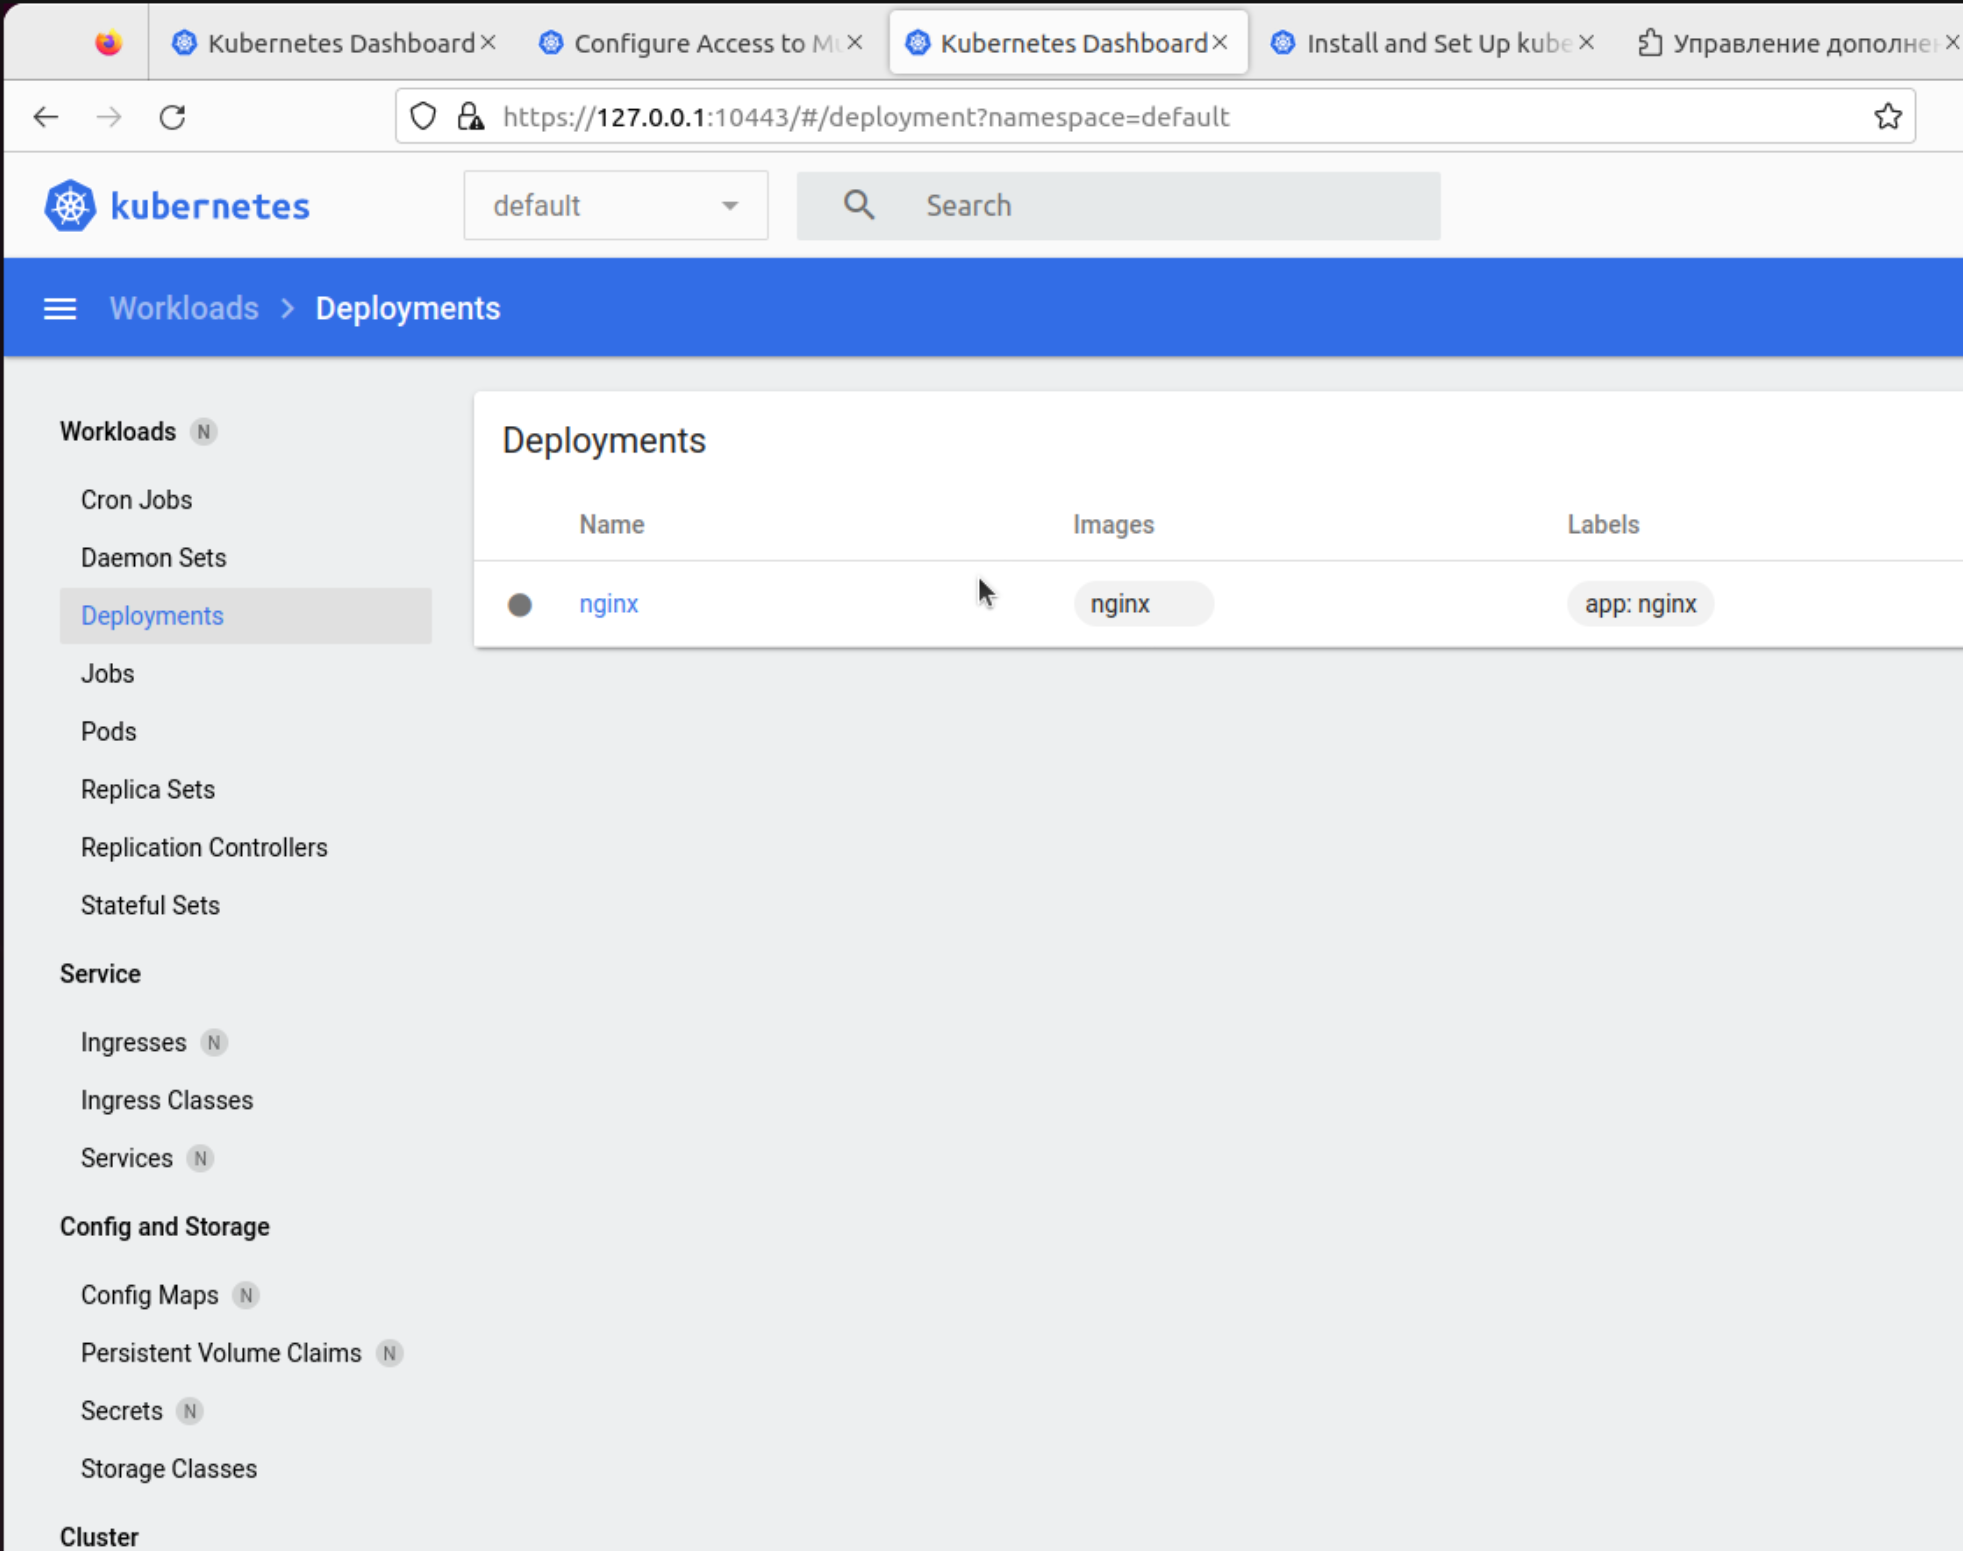 Kubernetes Dashboard
Configure Access to Mu
Kubernetes Dashboard
Install and Set Up kube
Управление дополне
https://127.0.0.1:10443/#/deployment?namespace=default
kubernetes
default
Search
Workloads > Deployments
Workloads N
Cron Jobs
Daemon Sets
Deployments
Jobs
Pods
Replica Sets
Replication Controllers
Stateful Sets
Service
Ingresses N
Ingress Classes
Services N
Config and Storage
Config Maps N
Persistent Volume Claims N
Secrets N
Storage Classes
Cluster
Deployments
Name Images Labels
nginx nginx app: nginx